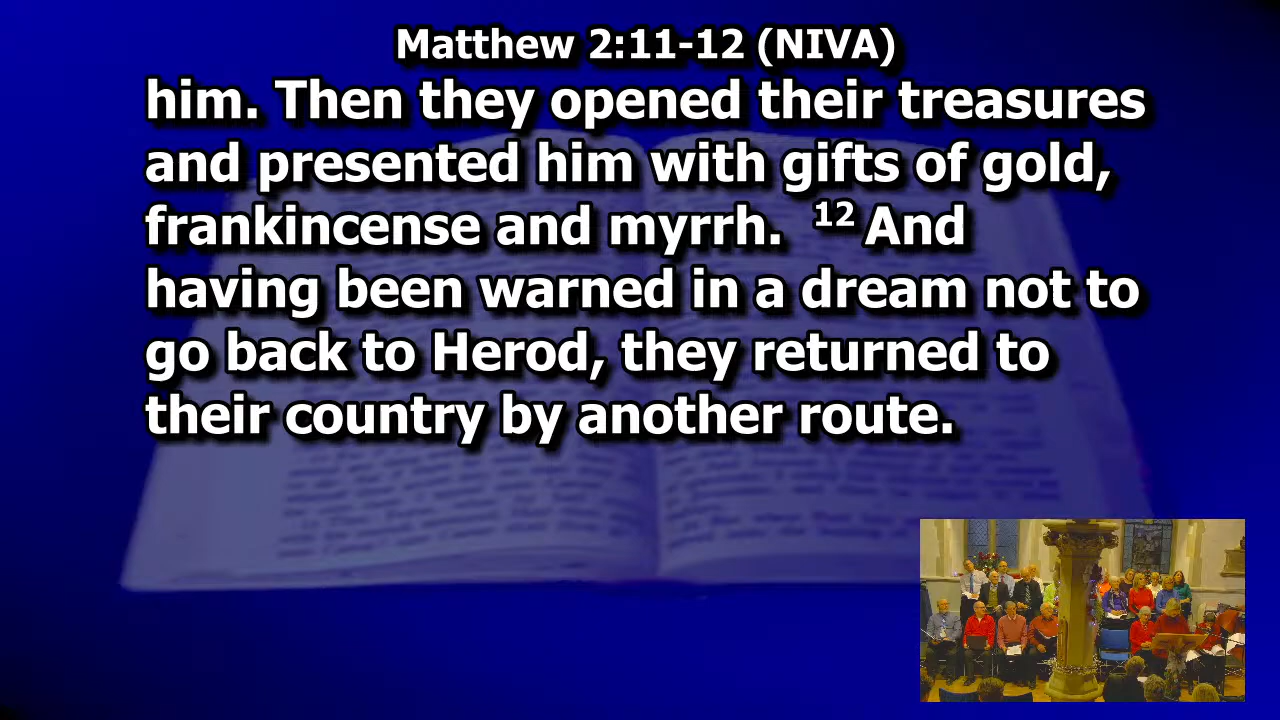 Matthew 2:11-12 (NIVA)
him. Then they opened their treasures
and presented him with gifts of gold,
frankincense and myrrh. 12 And
having been warned in a dream not to
go back to Herod, they returned to
their country by another route.